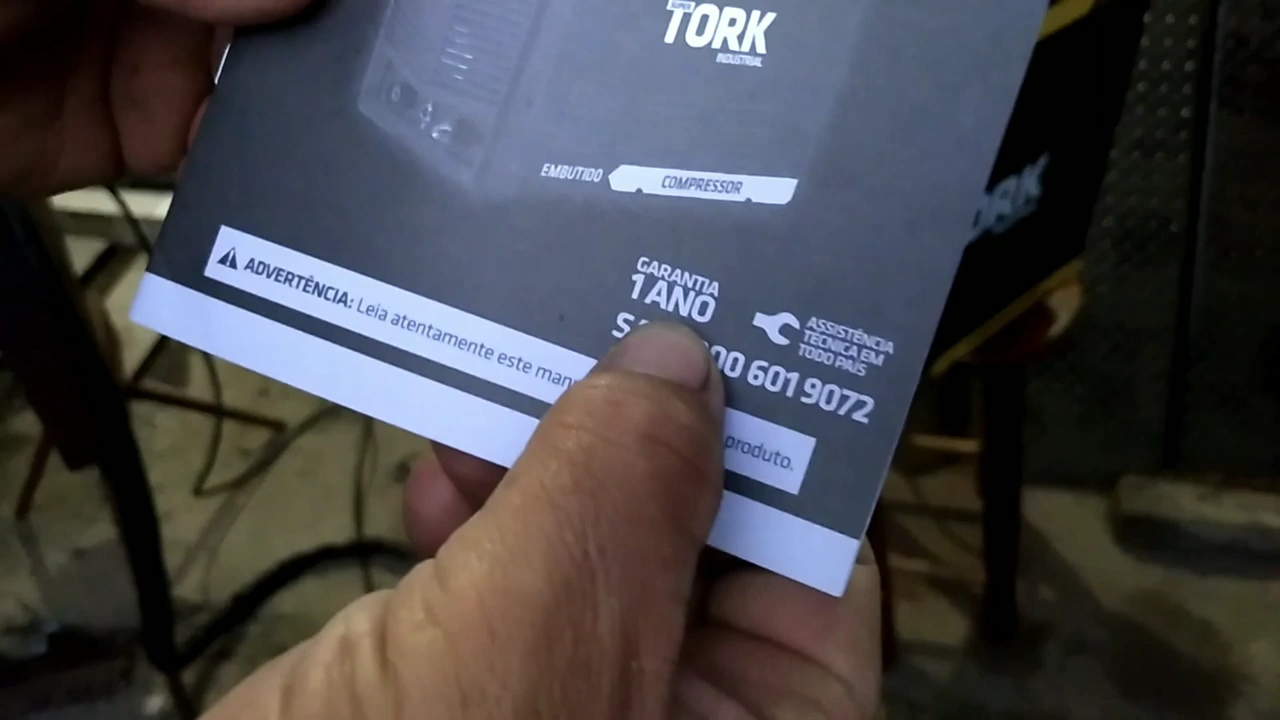 SUPER
TORK
INDUSTRIAL
EMBUTIDO COMPRESSOR
GARANTIA
1 ANO
ASSISTÊNCIA
TÉCNICA EM
TODO PAÍS
00 601 9072
ADVERTÊNCIA: Leia atentamente este
produto.